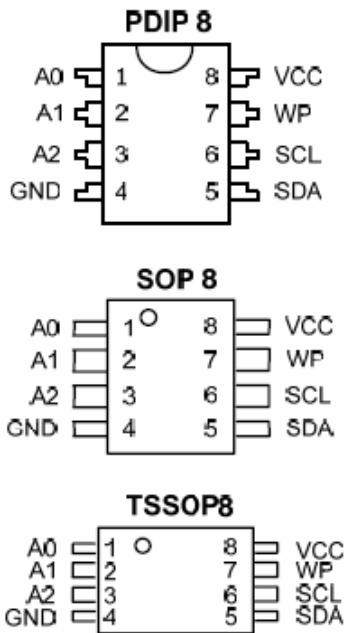 PDIP 8
A0 1 8 VCC
A1 2 7 WP
A2 3 6 SCL
GND 4 5 SDA
SOP 8
A0 1 8 VCC
A1 2 7 WP
A2 3 6 SCL
GND 4 5 SDA
TSSOP8
A0 1 8 VCC
A1 2 7 WP
A2 3 6 SCL
GND 4 5 SDA